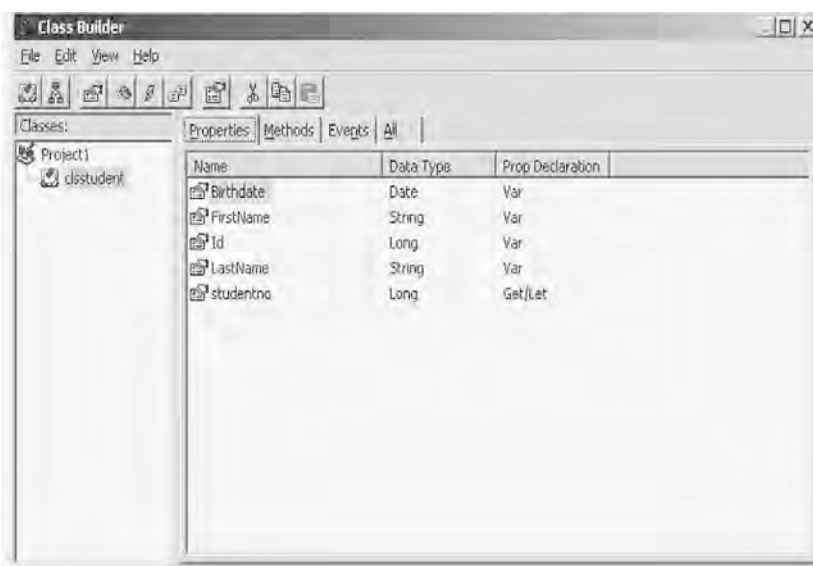 Class Builder
File Edit View Help
Classes:
Properties Methods Events All
Project1
clsstudent
Name Data Type Prop Declaration
Birthdate Date Var
FirstName String Var
Id Long Var
LastName String Var
studentno Long Get/Let